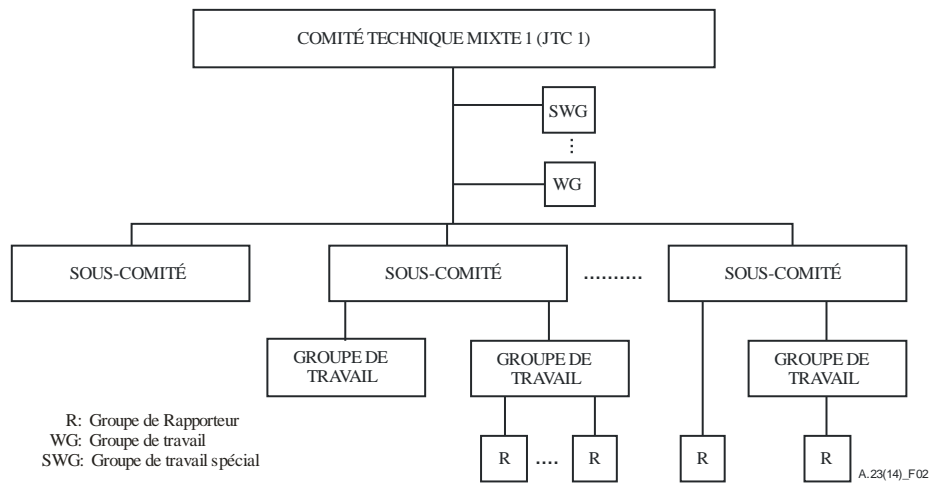 COMITÉ TECHNIQUE MIXTE 1 (JTC 1)
SWG
⋮
WG
SOUS-COMITÉ
SOUS-COMITÉ
..........
SOUS-COMITÉ
GROUPE DE
TRAVAIL
GROUPE DE
TRAVAIL
GROUPE DE
TRAVAIL
R
....
R
R
R
R: Groupe de Rapporteur
WG: Groupe de travail
SWG: Groupe de travail spécial
A.23(14)_F02